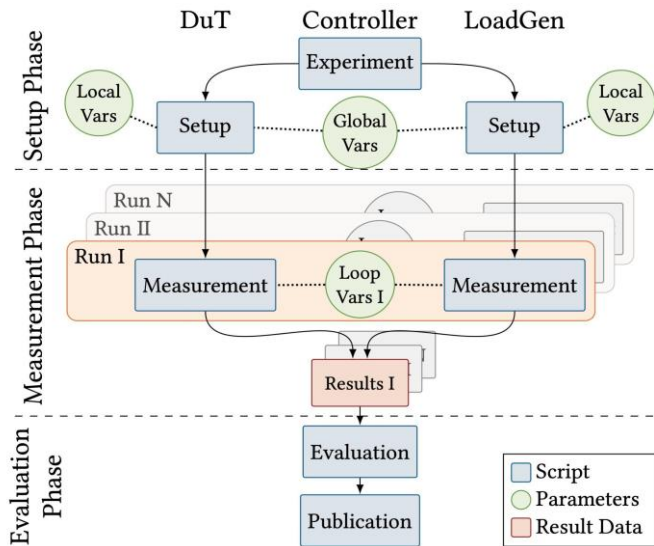 DuT
Controller
LoadGen
Setup Phase
Experiment
Local
Vars
Setup
Global
Vars
Setup
Local
Vars
Measurement Phase
Run N
Run II
Run I
Measurement
Loop
Vars I
Measurement
Results I
Evaluation
Phase
Evaluation
Publication
Script
Parameters
Result Data